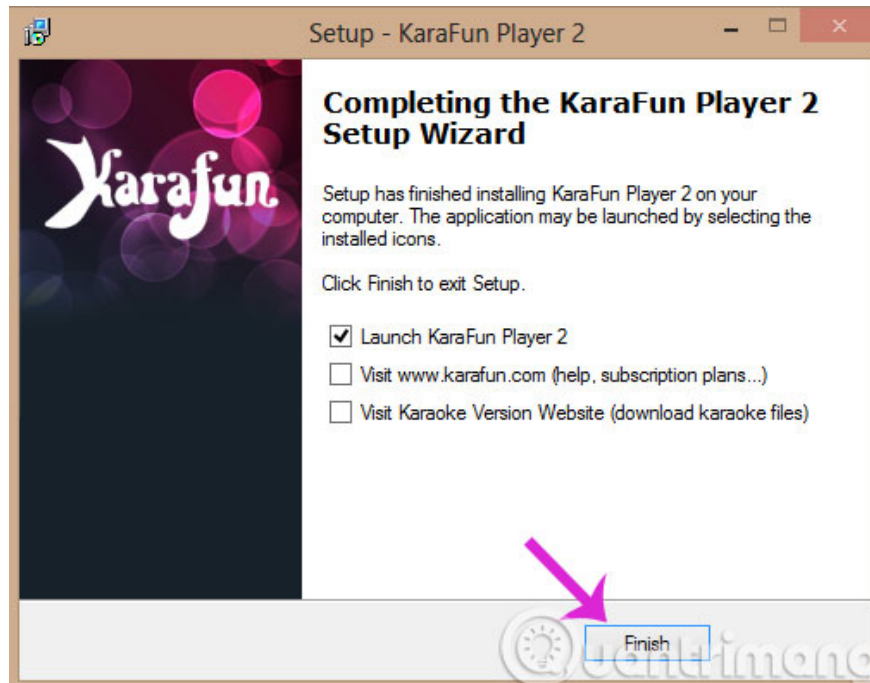 Setup - KaraFun Player 2
Karafun
Completing the KaraFun Player 2
Setup Wizard
Setup has finished installing KaraFun Player 2 on your
computer. The application may be launched by selecting the
installed icons.
Click Finish to exit Setup.
Launch KaraFun Player 2
Visit www.karafun.com (help, subscription plans...)
Visit Karaoke Version Website (download karaoke files)
Finish
uantrimang